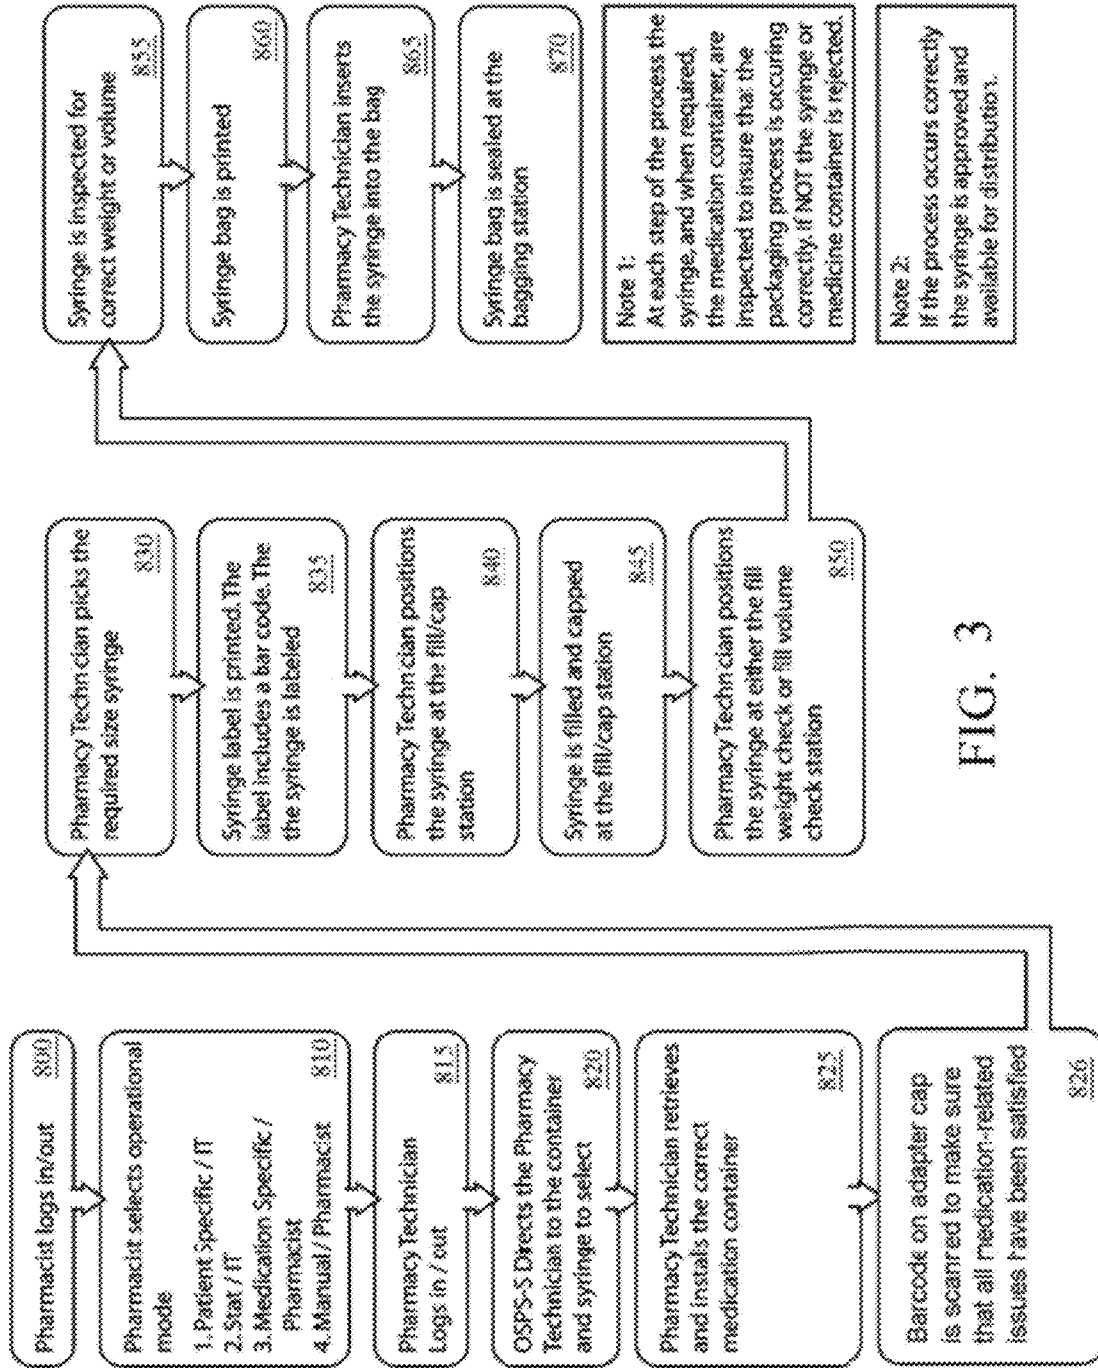 Pharmacist logs in/out
800
Pharmacist selects operational
mode
1. Patient Specific / IT
2. Stat / IT
3. Medication Specific /
Pharmacist
4. Manual / Pharmacist
810
Pharmacy Technician
Logs in / out
815
OSPS-S Directs the Pharmacy
Technician to the container
and syringe to select
820
Pharmacy Technician retrieves
and installs the correct
medication container
825
Barcode on adapter cap
is scanned to make sure
that all medication-related
issues have been satisfied
826
Pharmacy Techn cian picks the
required size syringe
830
Syringe label is printed. The
label includes a bar code. The
the syringe is labeled
835
Pharmacy Techn cian positions
the syringe at the fill/cap
station
840
Syringe is filled and capped
at the fill/cap station
845
Pharmacy Techn cian positions
the syringe at either the fill
weight check or fill volume
check station
850
Syringe is inspected for
correct weight or volume
855
Syringe bag is printed
860
Pharmacy Technician inserts
the syringe into the bag
865
Syringe bag is sealed at the
bagging station
870
Note 1:
At each step of the process the
syringe, and when required,
the medication container, are
inspected to insure that the
packaging process is occuring
correctly. If NOT the syringe or
medicine container is rejected.
Note 2:
If the process occurs correctly
the syringe is approved and
available for distribution.
FIG. 3